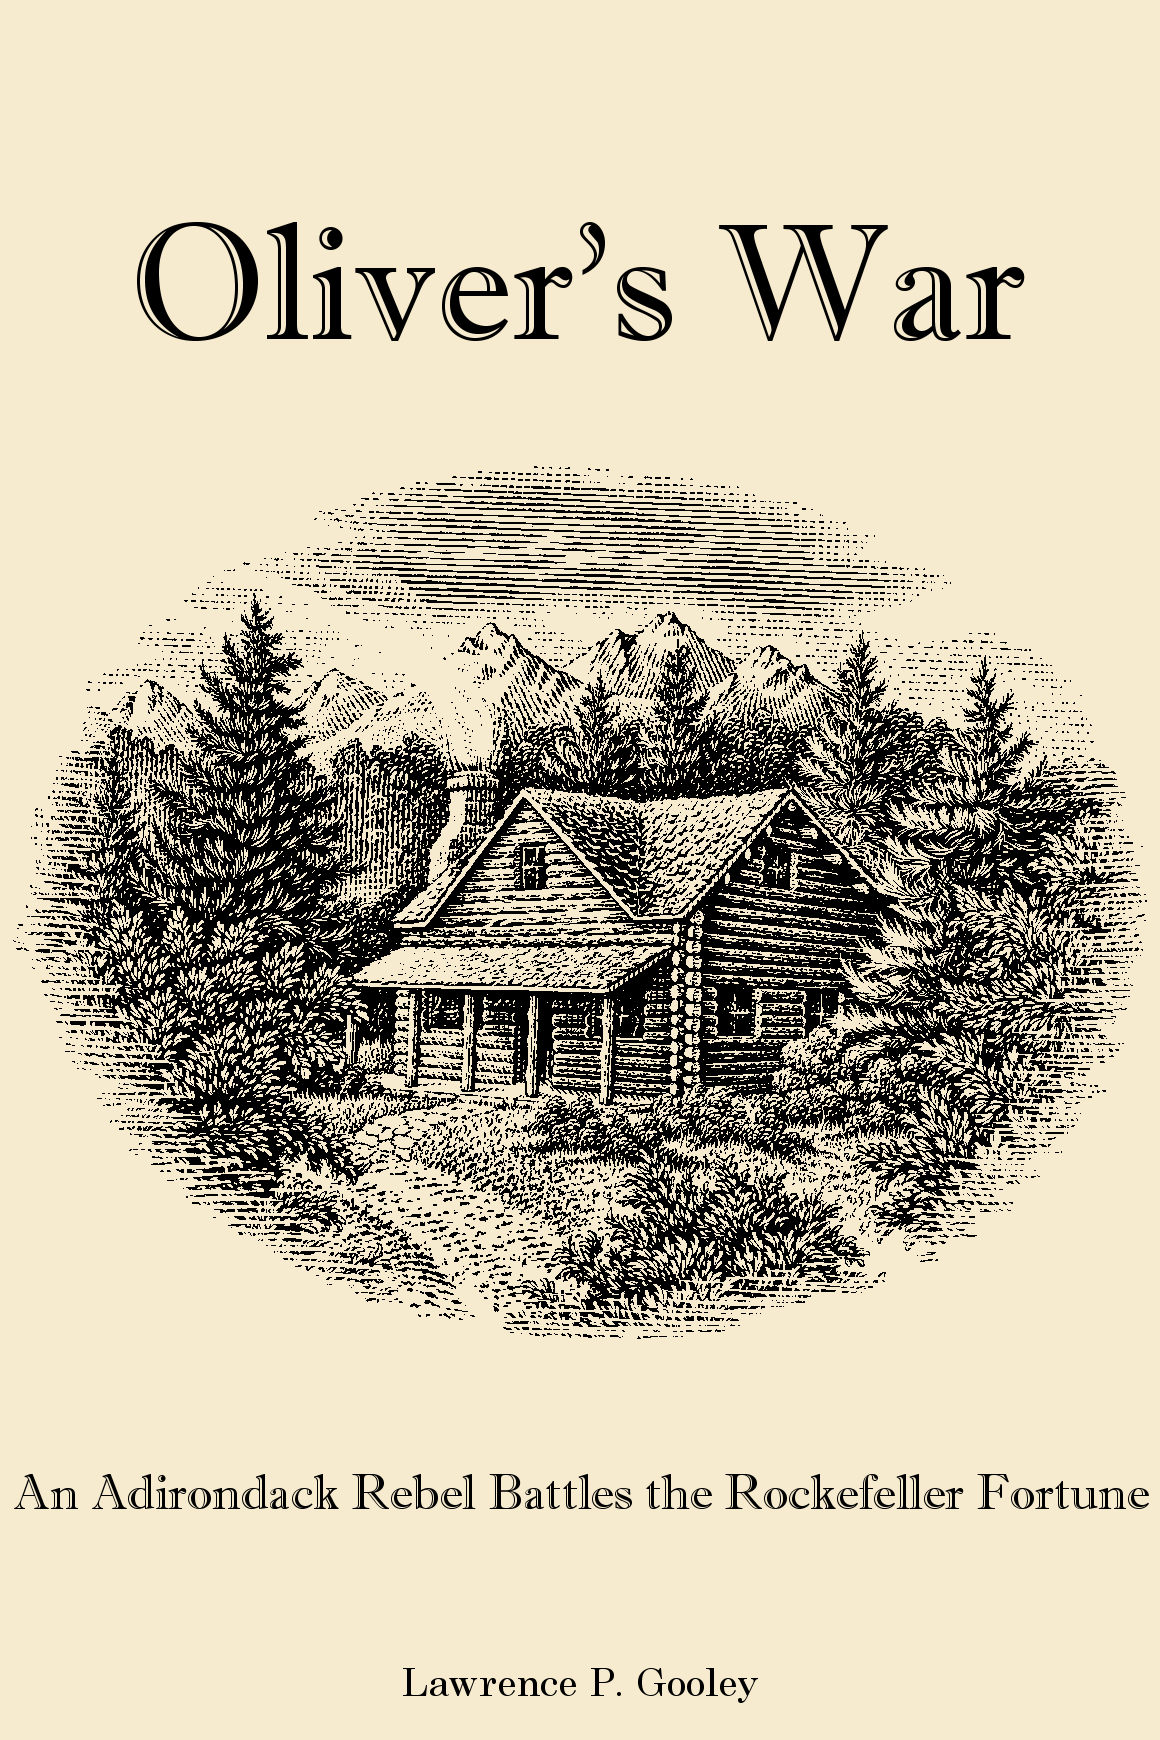 Oliver’s War
An Adirondack Rebel Battles the Rockefeller Fortune
Lawrence P. Gooley